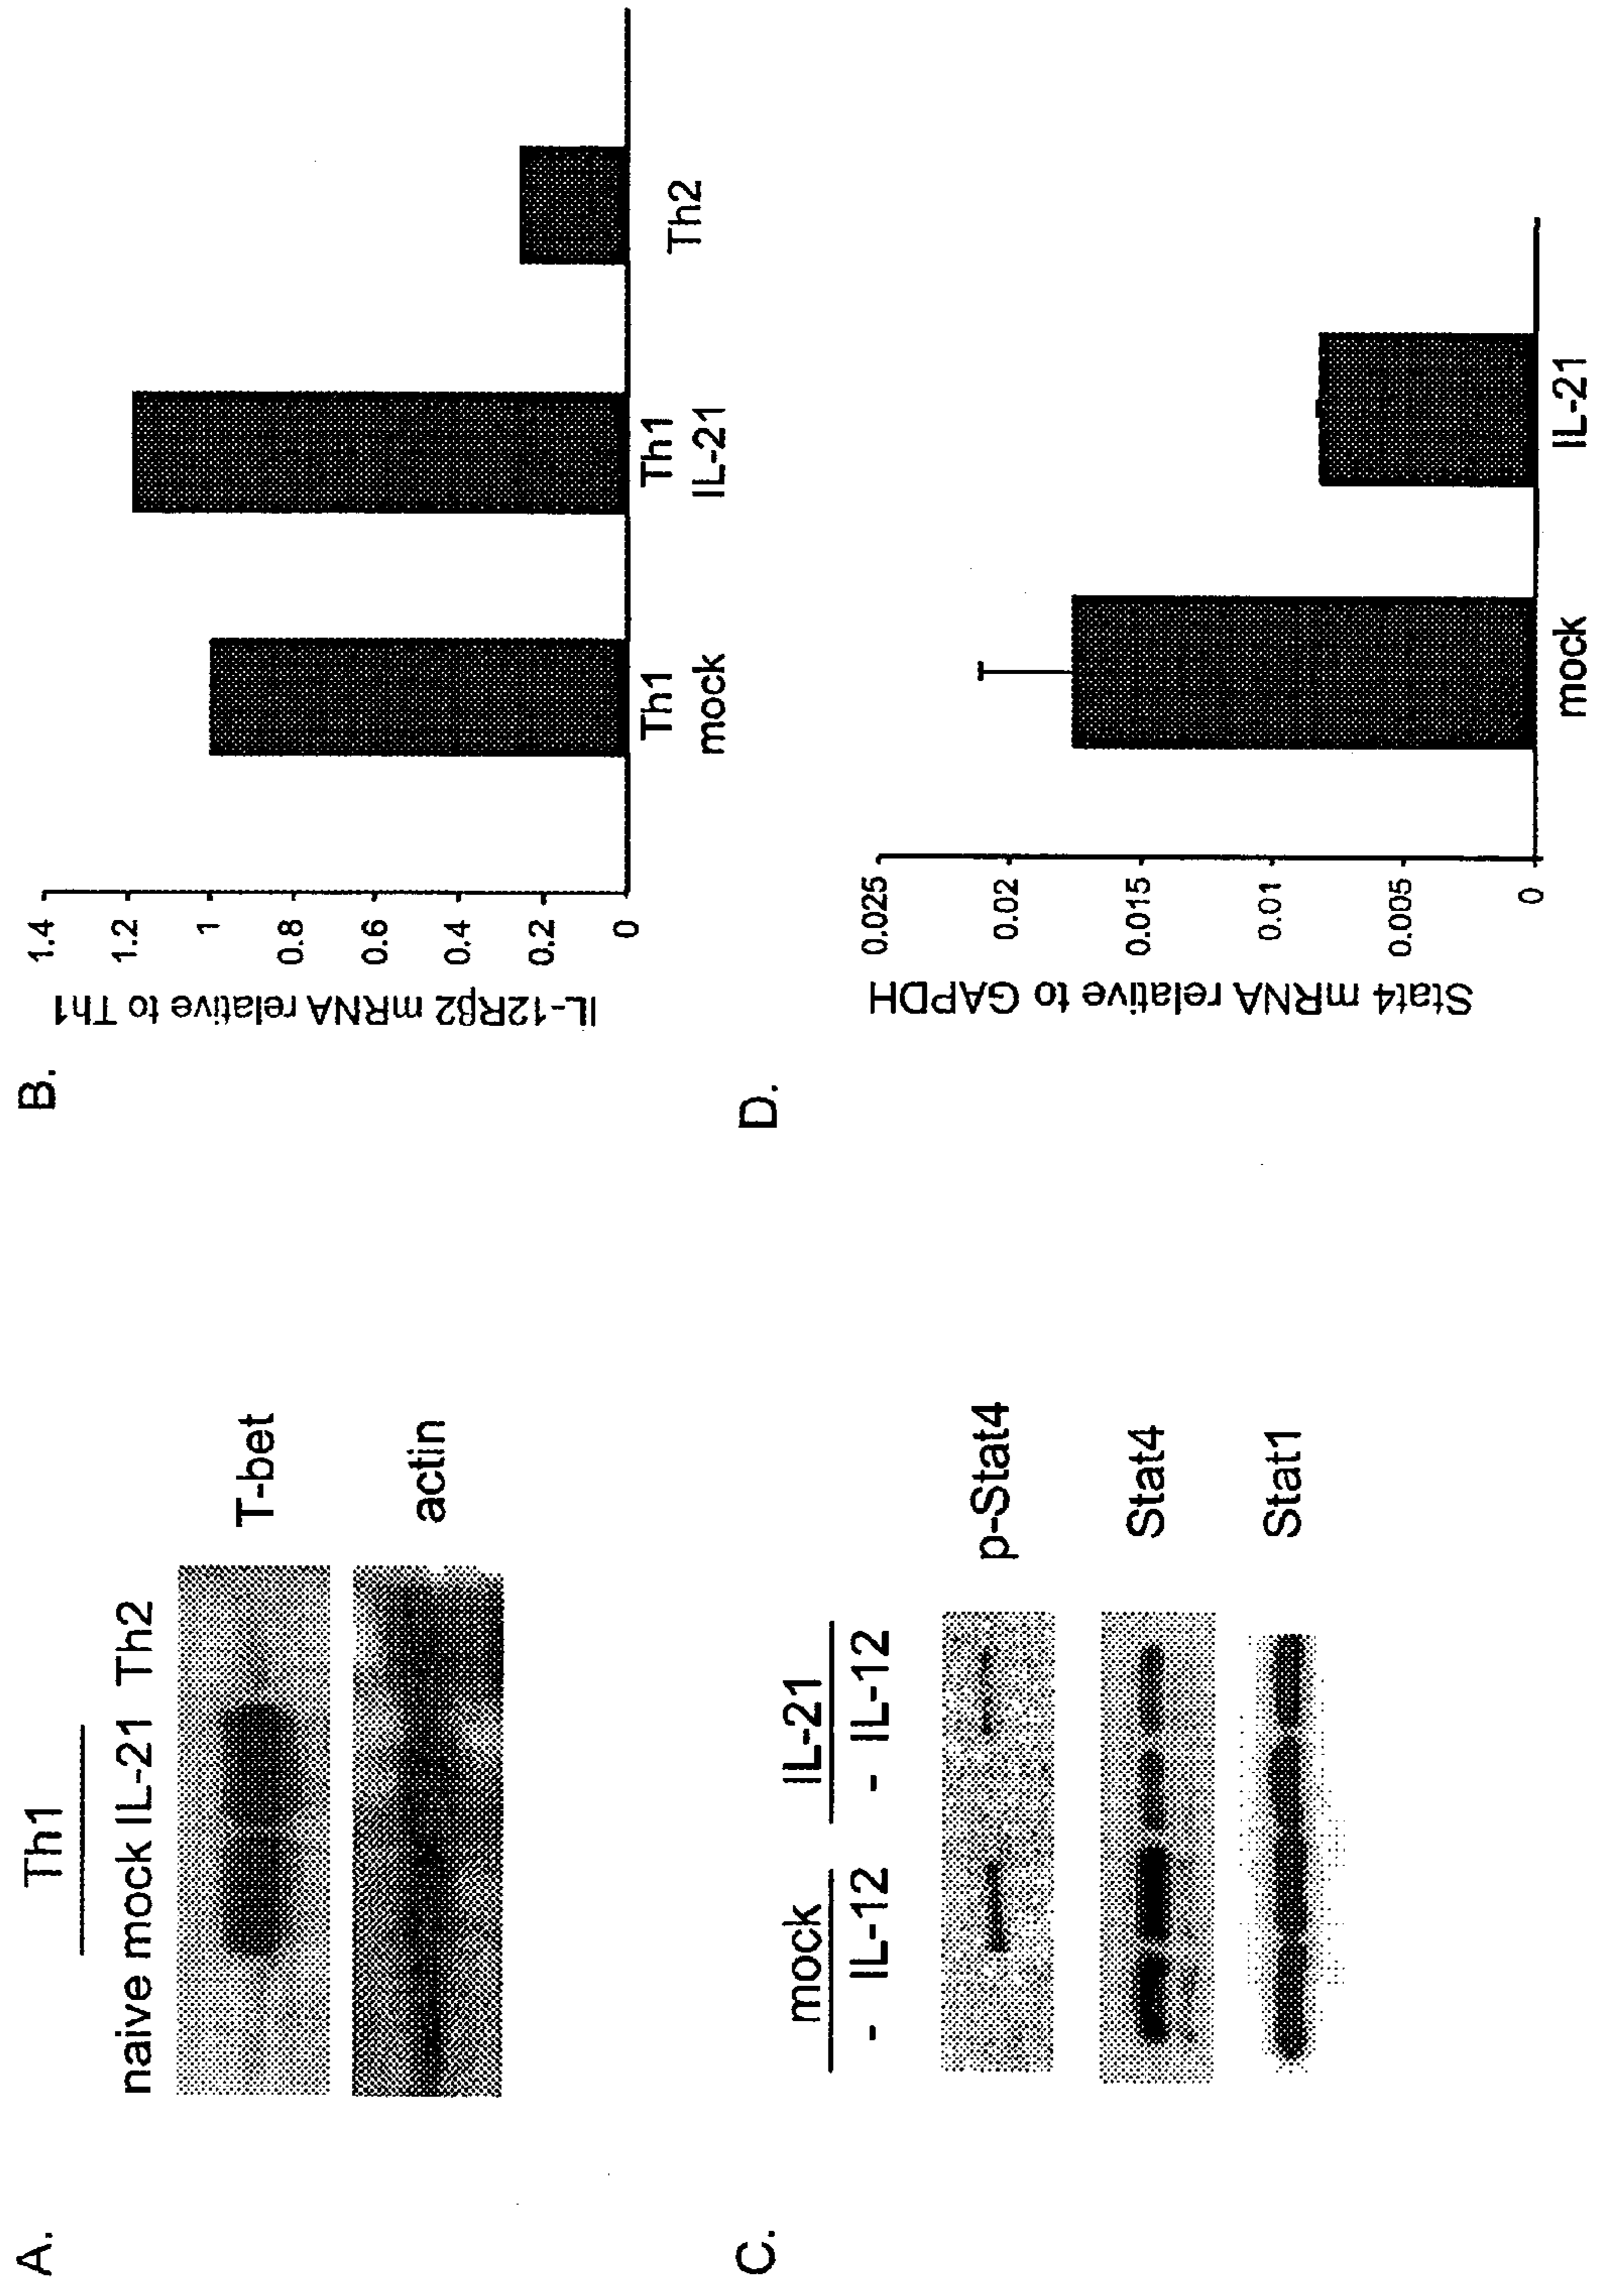 A.
Th1
naive mock IL-21 Th2
T-bet
actin
B.
IL-12Rβ2 mRNA relative to Th1
1.4
1.2
1
0.8
0.6
0.4
0.2
0
Th1
mock
Th1
IL-21
Th2
C.
mock IL-21
- IL-12 - IL-12
p-Stat4
Stat4
Stat1
D.
Stat4 mRNA relative to GAPDH
0.025
0.02
0.015
0.01
0.005
0
mock
IL-21